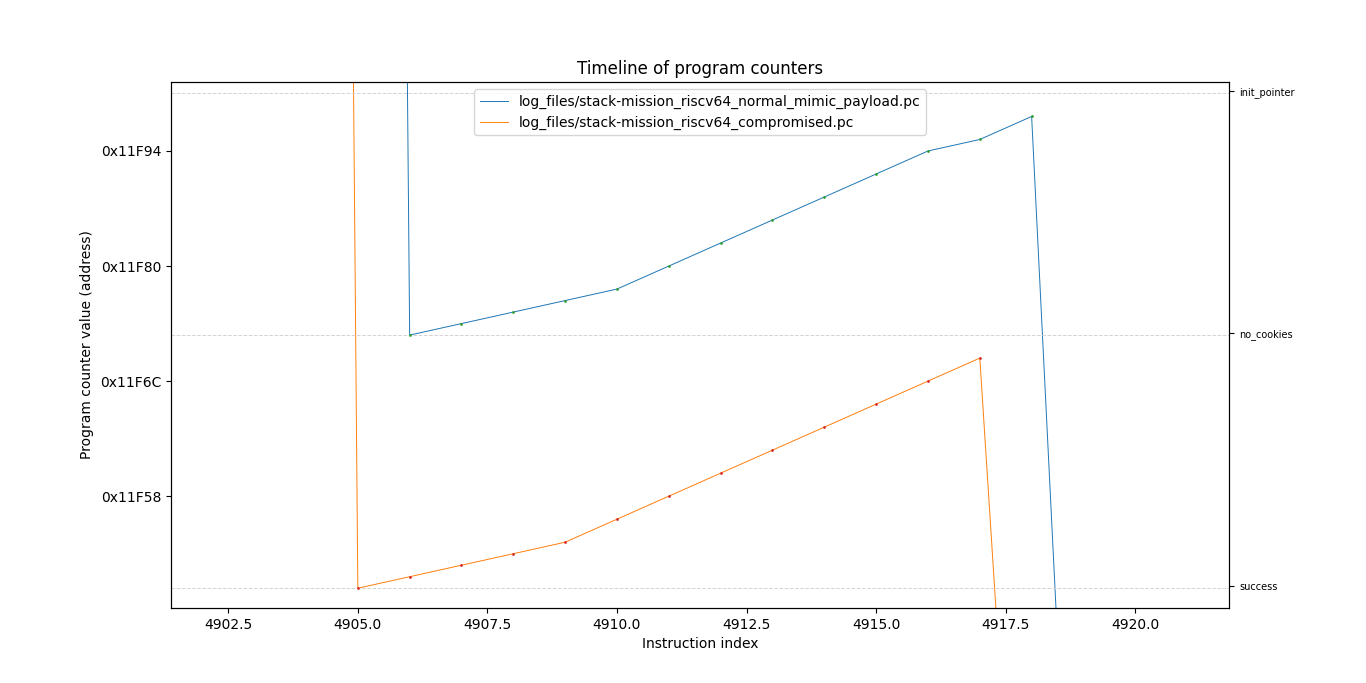 Timeline of program counters
log_files/stack-mission_riscv64_normal_mimic_payload.pc
log_files/stack-mission_riscv64_compromised.pc
Program counter value (address)
0x11F94
0x11F80
0x11F6C
0x11F58
init_pointer
no_cookies
success
4902.5 4905.0 4907.5 4910.0 4912.5 4915.0 4917.5 4920.0
Instruction index